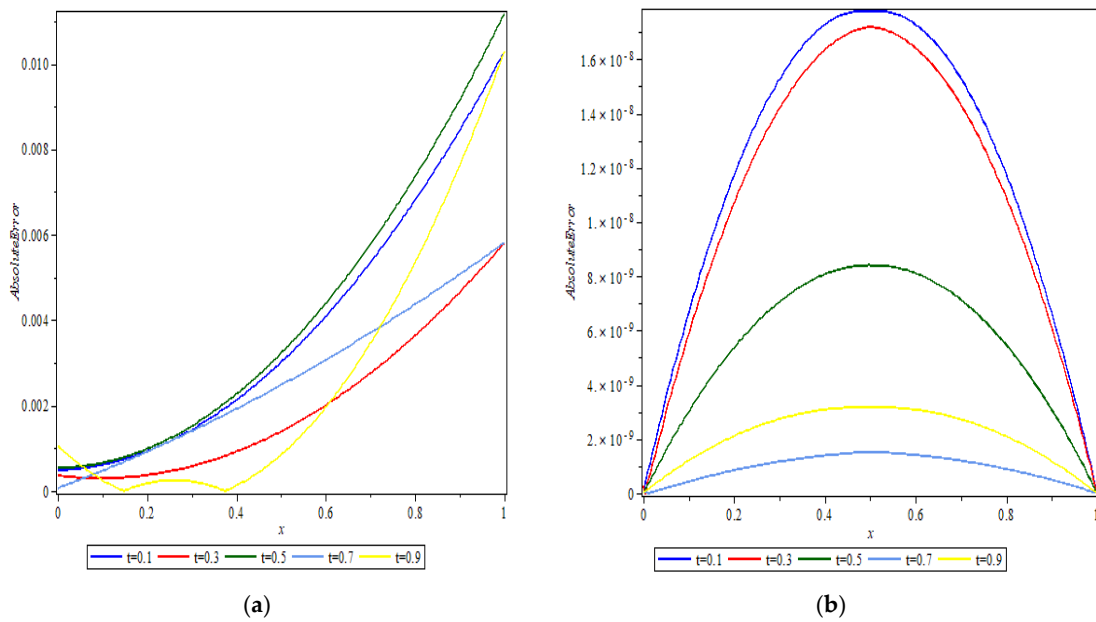 0.010
0.008
0.006
0.004
0.002
0
AbsoluteError
0 0.2 0.4 0.6 0.8 1
x
t=0.1 t=0.3 t=0.5 t=0.7 t=0.9
(a)
1.6 × 10⁻⁸
1.4 × 10⁻⁸
1.2 × 10⁻⁸
1. × 10⁻⁸
8. × 10⁻⁹
6. × 10⁻⁹
4. × 10⁻⁹
2. × 10⁻⁹
0
AbsoluteError
0 0.2 0.4 0.6 0.8 1
x
t=0.1 t=0.3 t=0.5 t=0.7 t=0.9
(b)